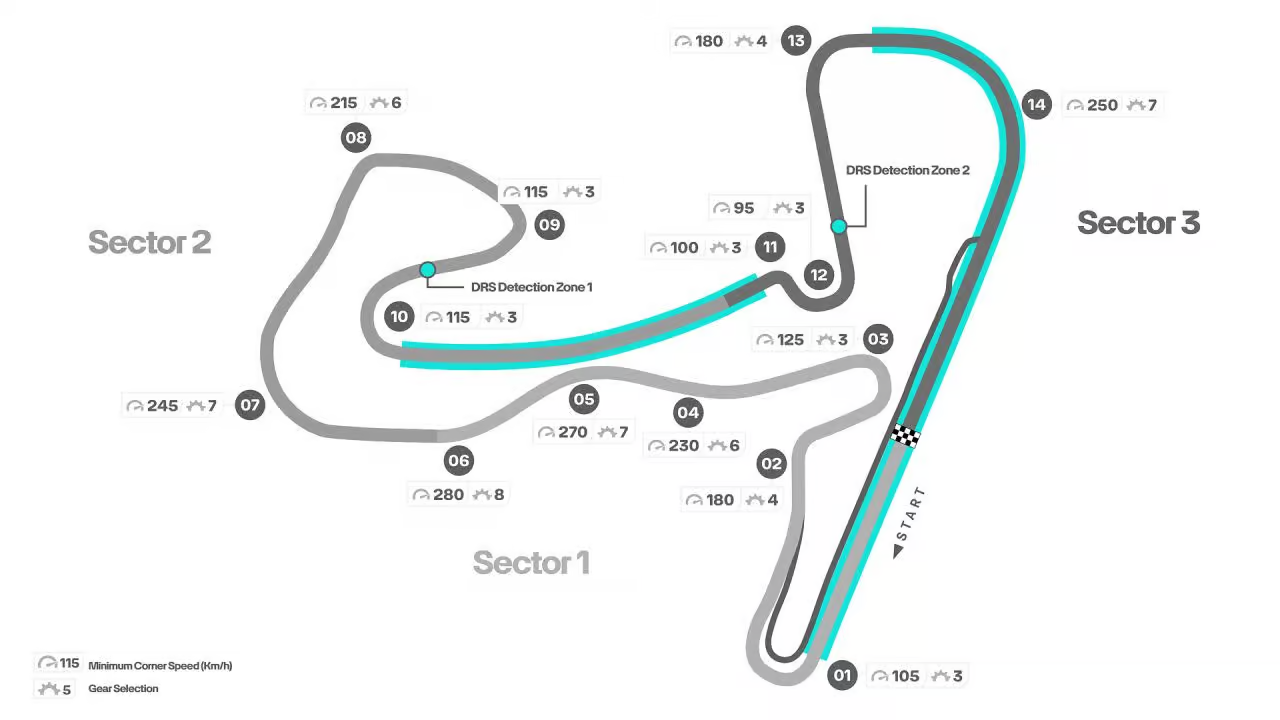 180 4 13
215 6
08
14 250 7
DRS Detection Zone 2
115 3
09
95 3
Sector 2
Sector 3
100 3 11
12
DRS Detection Zone 1
10 115 3
125 3 03
245 7 07
05
04
270 7
230 6
06
02
280 8
180 4
START
Sector 1
115 Minimum Corner Speed (Km/h)
01 105 3
5 Gear Selection